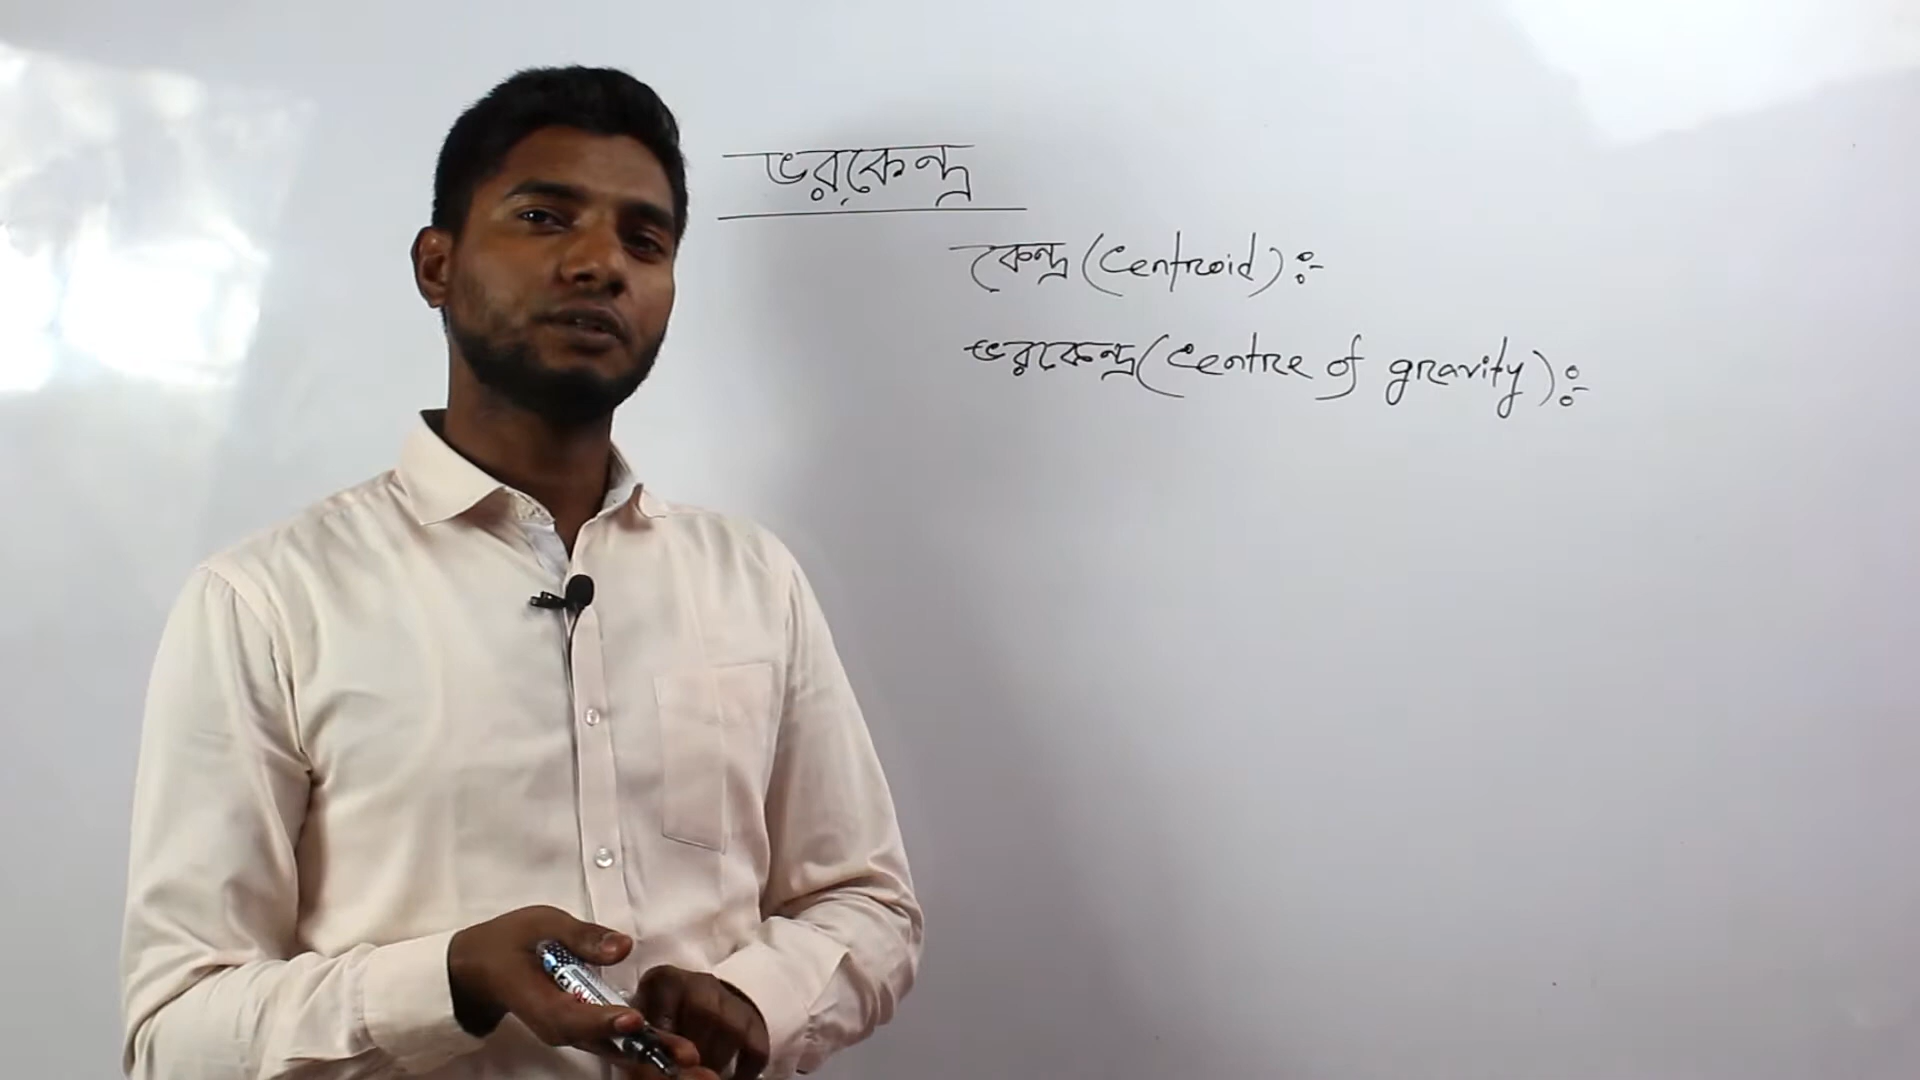 ভরকেন্দ্র
কেন্দ্র (Centroid):-
ভরকেন্দ্র (Centre of gravity):-